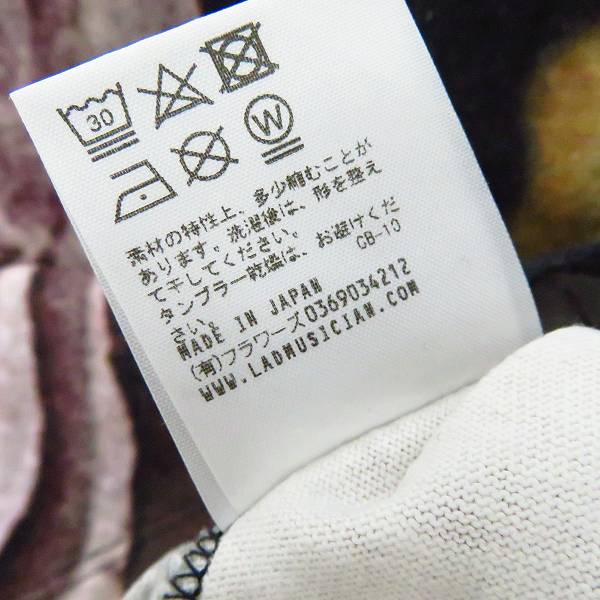 30
W
素材の特性上、多少縮むことが
あります。洗濯後は、形を整え
て干してください。
タンブラー乾燥は、お避けくだ
さい。
GB-10
MADE IN JAPAN
(有)フラワーズ0369034212
WWW.LADMUSICIAN.COM